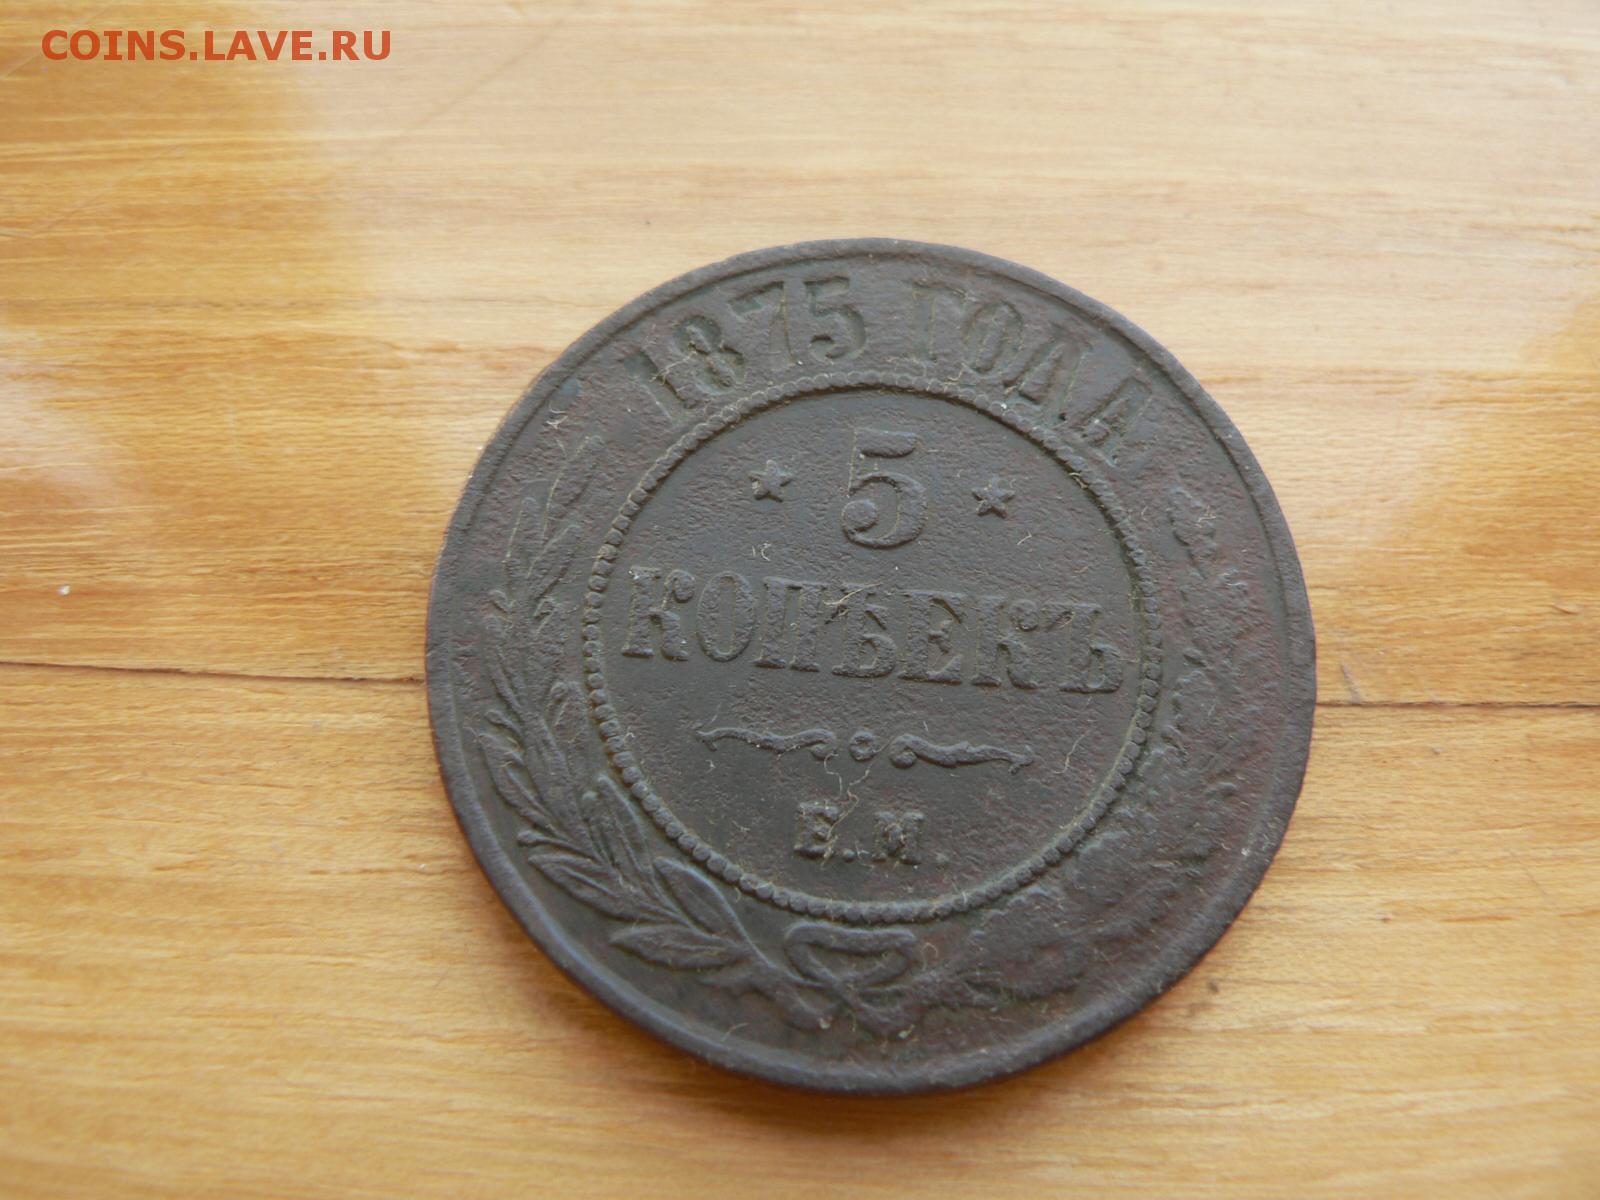 COINS.LAVE.RU
1875 ГОДА
5
КОПѢЕКЪ
Е.М.